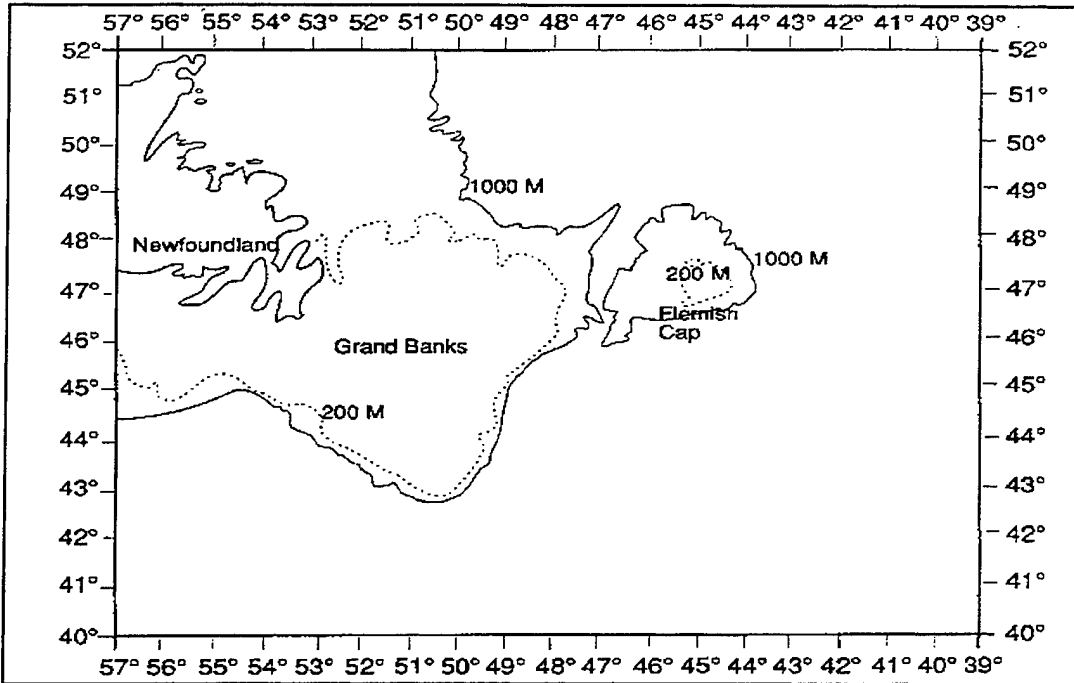 57° 56° 55° 54° 53° 52° 51° 50° 49° 48° 47° 46° 45° 44° 43° 42° 41° 40° 39°
52° 52°
51° 51°
50° 50°
1000 M
49° 49°
48° Newfoundland 48°
1000 M
200 M
47° 47°
Flemish
Cap
46° Grand Banks 46°
45° 45°
200 M
44° 44°
43° 43°
42° 42°
41° 41°
40° 40°
57° 56° 55° 54° 53° 52° 51° 50° 49° 48° 47° 46° 45° 44° 43° 42° 41° 40° 39°